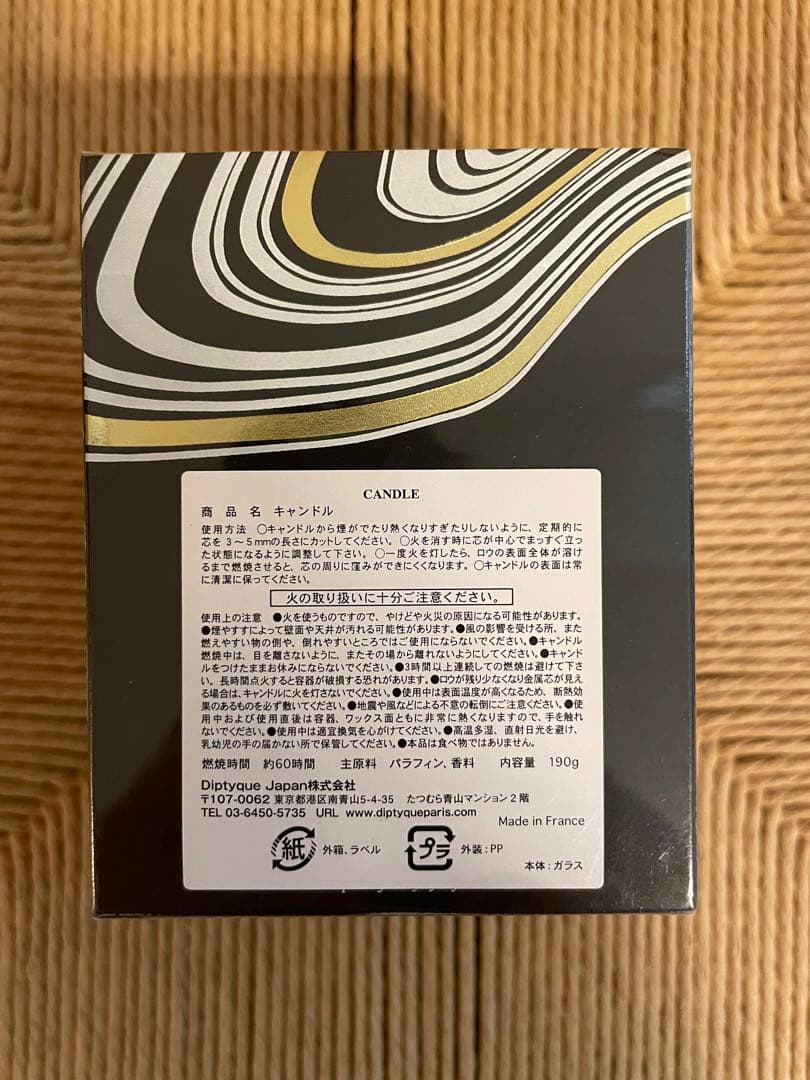 CANDLE
商 品 名 キャンドル
使用方法 ○キャンドルから煙がでたり熱くなりすぎたりしないように、定期的に
芯を3〜5mmの長さにカットしてください。○火を消す時に芯が中心でまっすぐ立っ
た状態になるように調整して下さい。○一度火を灯したら、ロウの表面全体が溶け
るまで燃焼させると、芯の周りに窪みができにくくなります。○キャンドルの表面は常
に清潔に保ってください。
火の取り扱いに十分ご注意ください。
使用上の注意 ●火を使うものですので、やけどや火災の原因になる可能性があります。
●煙やすすによって壁面や天井が汚れる可能性があります。●風の影響を受ける所、また
燃えやすい物の側や、倒れやすいところではご使用にならないでください。●キャンドル
燃焼中は、目を離さないように、またその場から離れないようにしてください。●キャンド
ルをつけたままお休みにならないでください。●3時間以上連続しての燃焼は避けて下さ
い。長時間点火すると容器が破損する恐れがあります。●ロウが残り少なくなり金属芯が見え
る場合は、キャンドルに火を灯さないでください。●使用中は表面温度が高くなるため、断熱効
果のあるものを必ず敷いてください。●地震や風などによる不意の転倒にご注意ください。●使
用中および使用直後は容器、ワックス面ともに非常に熱くなりますので、手を触れ
ないでください。●使用中は適宜換気を心がけてください。●高温多湿、直射日光を避け、
乳幼児の手の届かない所で保管してください。●本品は食べ物ではありません。
燃焼時間 約60時間 主原料 パラフィン、香料 内容量 190g
Diptyque Japan株式会社
〒107-0062 東京都港区南青山5-4-35 たつむら青山マンション2階
TEL 03-6450-5735 URL www.diptyqueparis.com
Made in France
紙 外箱、ラベル プラ 外装：PP
本体：ガラス